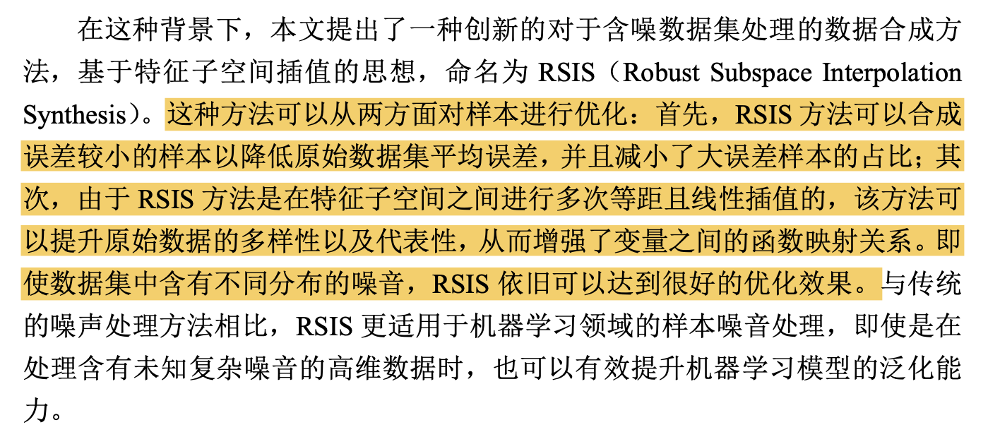 在这种背景下，本文提出了一种创新的对于含噪数据集处理的数据合成方
法，基于特征子空间插值的思想，命名为 RSIS（Robust Subspace Interpolation
Synthesis）。这种方法可以从两方面对样本进行优化：首先，RSIS 方法可以合成
误差较小的样本以降低原始数据集平均误差，并且减小了大误差样本的占比；其
次，由于 RSIS 方法是在特征子空间之间进行多次等距且线性插值的，该方法可
以提升原始数据的多样性以及代表性，从而增强了变量之间的函数映射关系。即
使数据集中含有不同分布的噪音，RSIS 依旧可以达到很好的优化效果。与传统
的噪声处理方法相比，RSIS 更适用于机器学习领域的样本噪音处理，即使是在
处理含有未知复杂噪音的高维数据时，也可以有效提升机器学习模型的泛化能
力。